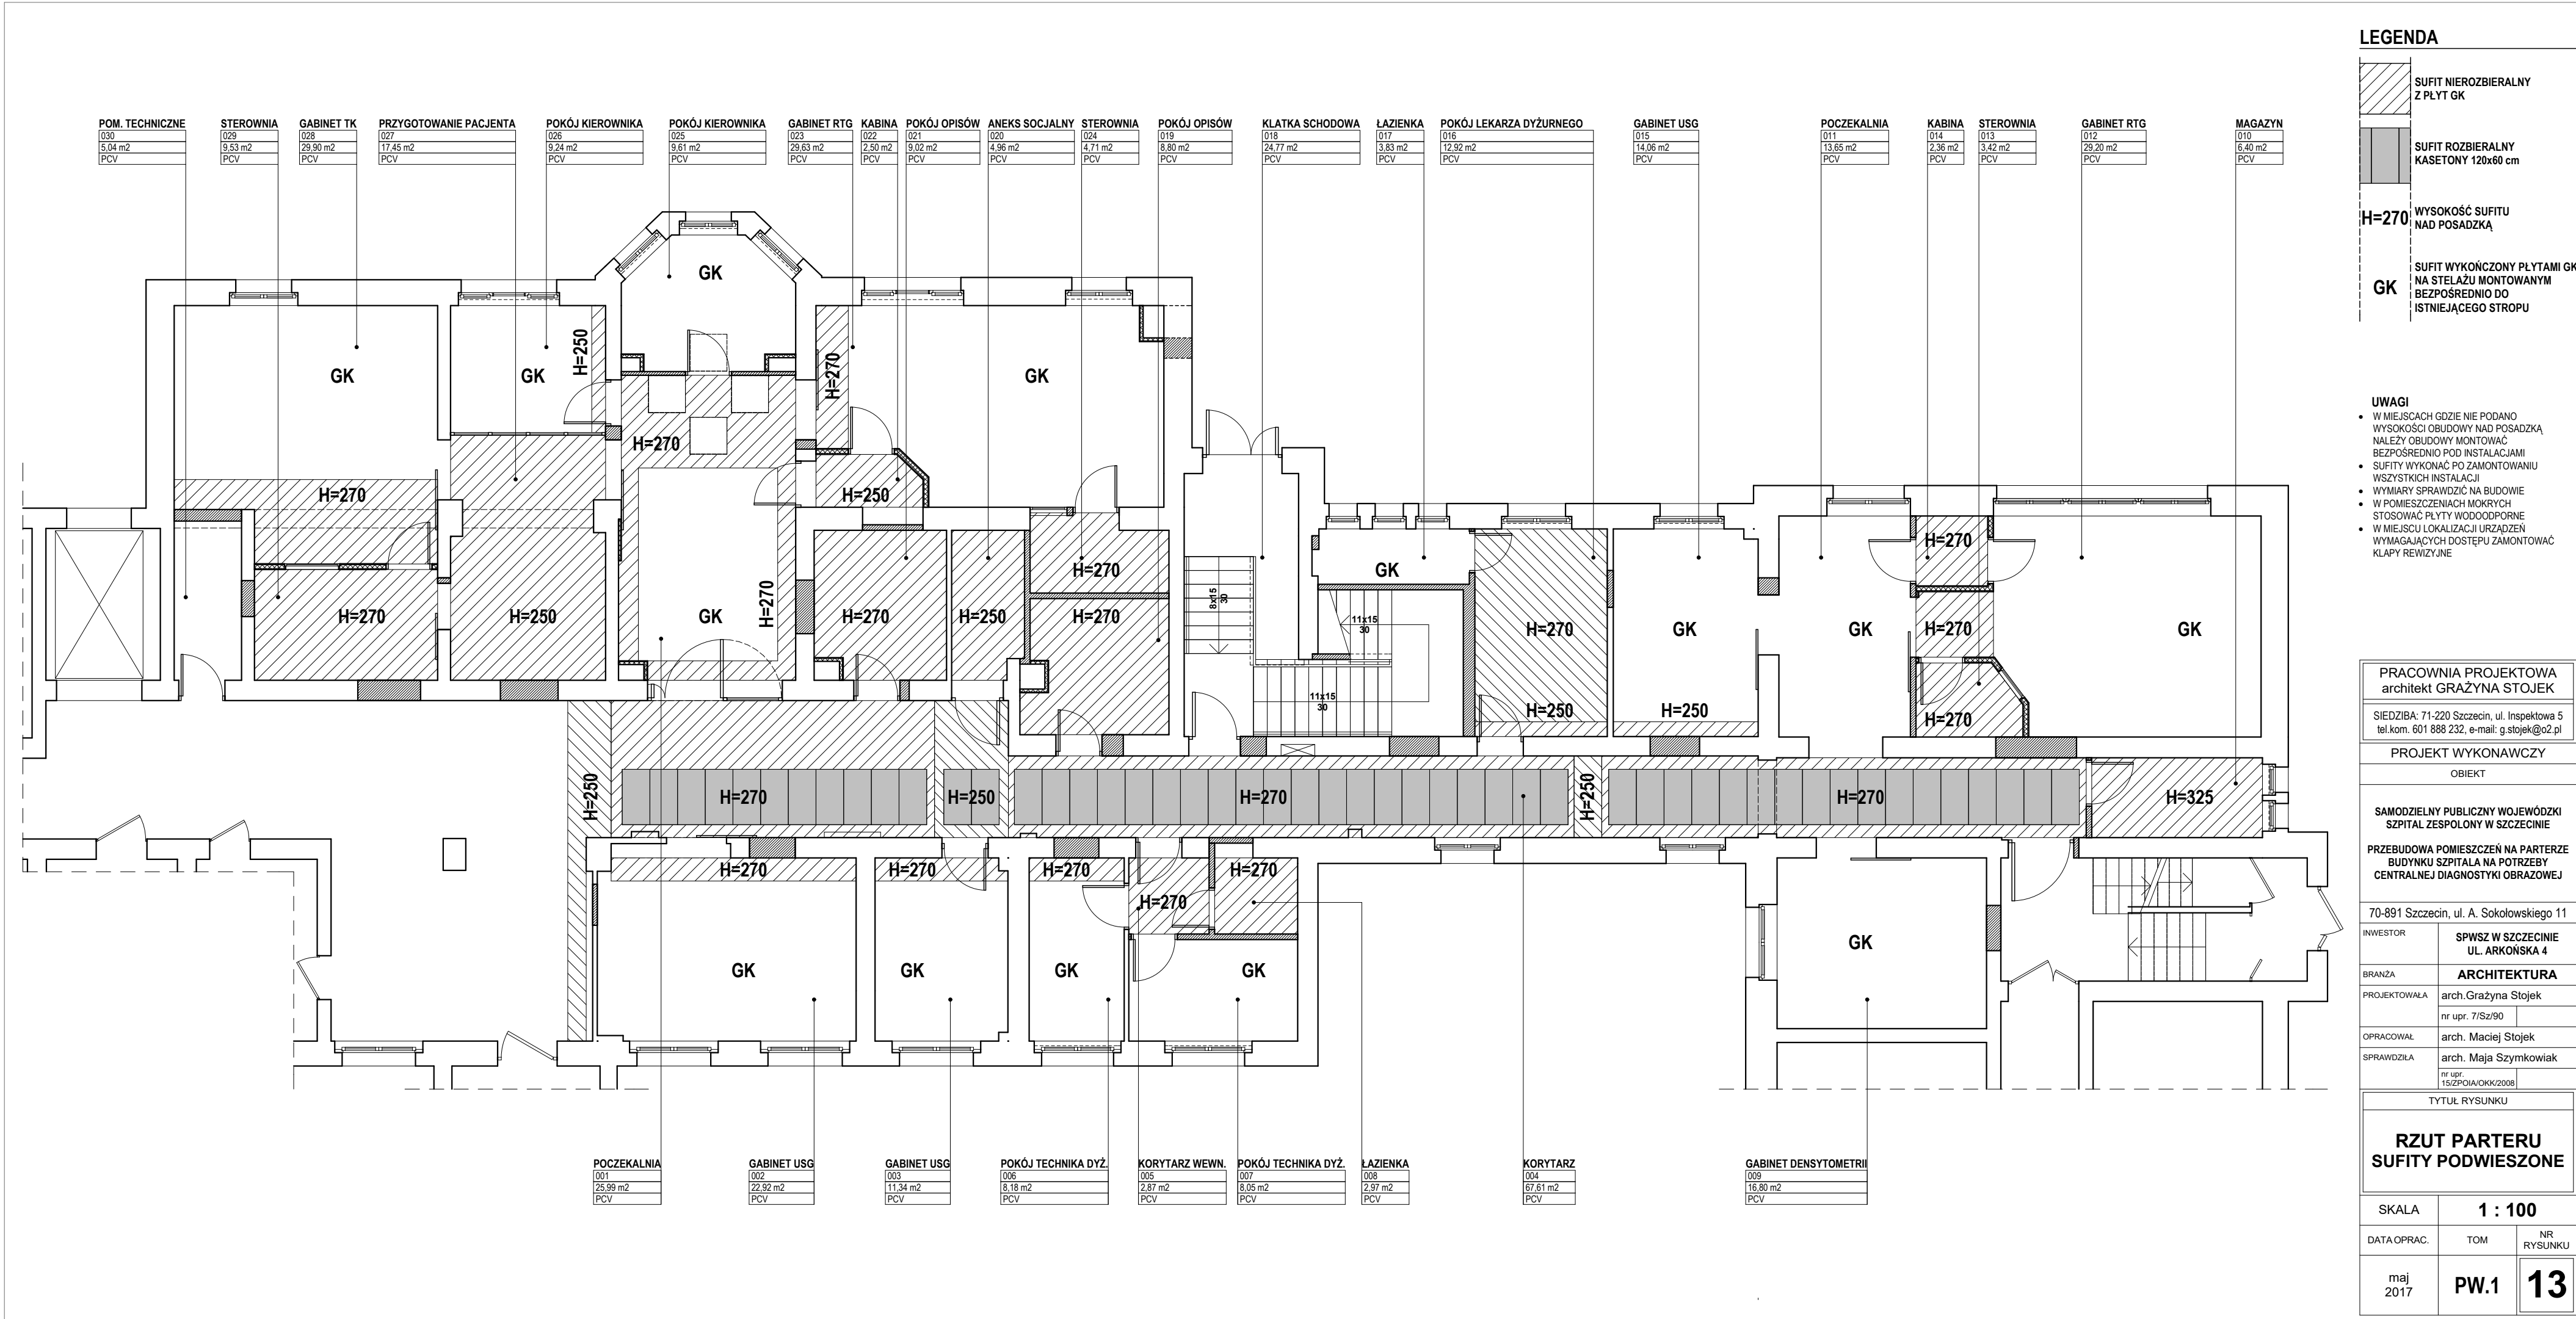 POM. TECHNICZNE
030
5,04 m2
PCV
STEROWNIA
029
9,53 m2
PCV
GABINET TK
028
29,90 m2
PCV
PRZYGOTOWANIE PACJENTA
027
17,45 m2
PCV
POKÓJ KIEROWNIKA
026
9,24 m2
PCV
POKÓJ KIEROWNIKA
025
9,61 m2
PCV
GABINET RTG
023
29,63 m2
PCV
KABINA
022
2,50 m2
PCV
POKÓJ OPISÓW
021
9,02 m2
PCV
ANEKS SOCJALNY
020
4,96 m2
PCV
STEROWNIA
024
4,71 m2
PCV
POKÓJ OPISÓW
019
8,80 m2
PCV
KLATKA SCHODOWA
018
24,77 m2
PCV
ŁAZIENKA
017
3,83 m2
PCV
POKÓJ LEKARZA DYŻURNEGO
016
12,92 m2
PCV
GABINET USG
015
14,06 m2
PCV
POCZEKALNIA
011
13,65 m2
PCV
KABINA
014
2,36 m2
PCV
STEROWNIA
013
3,42 m2
PCV
GABINET RTG
012
29,20 m2
PCV
MAGAZYN
010
6,40 m2
PCV
GK
GK
H=250
GK
H=270
GK
H=270
H=270
H=250
H=270
H=250
GK
H=270
H=270
H=250
H=270
H=270
8x15
30
11x15
30
11x15
30
GK
H=270
H=250
GK
H=250
GK
H=270
H=270
H=270
GK
H=250
H=270
H=250
H=270
H=250
H=270
H=325
H=270
H=270
H=270
H=270
H=270
GK
GK
GK
GK
GK
POCZEKALNIA
001
25,99 m2
PCV
GABINET USG
002
22,92 m2
PCV
GABINET USG
003
11,34 m2
PCV
POKÓJ TECHNIKA DYŻ.
006
8,18 m2
PCV
KORYTARZ WEWN.
005
2,87 m2
PCV
POKÓJ TECHNIKA DYŻ.
007
8,05 m2
PCV
ŁAZIENKA
008
2,97 m2
PCV
KORYTARZ
004
67,61 m2
PCV
GABINET DENSYTOMETRII
009
16,80 m2
PCV
LEGENDA
SUFIT NIEROZBIERALNY
Z PŁYT GK
SUFIT ROZBIERALNY
KASETONY 120x60 cm
H=270
WYSOKOŚĆ SUFITU
NAD POSADZKĄ
GK
SUFIT WYKOŃCZONY PŁYTAMI GK
NA STELAŻU MONTOWANYM
BEZPOŚREDNIO DO
ISTNIEJĄCEGO STROPU
UWAGI
• W MIEJSCACH GDZIE NIE PODANO
WYSOKOŚCI OBUDOWY NAD POSADZKĄ
NALEŻY OBUDOWY MONTOWAĆ
BEZPOŚREDNIO POD INSTALACJAMI
• SUFITY WYKONAĆ PO ZAMONTOWANIU
WSZYSTKICH INSTALACJI
• WYMIARY SPRAWDZIĆ NA BUDOWIE
• W POMIESZCZENIACH MOKRYCH
STOSOWAĆ PŁYTY WODOODPORNE
• W MIEJSCU LOKALIZACJI URZĄDZEŃ
WYMAGAJĄCYCH DOSTĘPU ZAMONTOWAĆ
KLAPY REWIZYJNE
PRACOWNIA PROJEKTOWA
architekt GRAŻYNA STOJEK
SIEDZIBA: 71-220 Szczecin, ul. Inspektowa 5
tel.kom. 601 888 232, e-mail: g.stojek@o2.pl
PROJEKT WYKONAWCZY
OBIEKT
SAMODZIELNY PUBLICZNY WOJEWÓDZKI
SZPITAL ZESPOLONY W SZCZECINIE
PRZEBUDOWA POMIESZCZEŃ NA PARTERZE
BUDYNKU SZPITALA NA POTRZEBY
CENTRALNEJ DIAGNOSTYKI OBRAZOWEJ
70-891 Szczecin, ul. A. Sokołowskiego 11
INWESTOR
SPWSZ W SZCZECINIE
UL. ARKOŃSKA 4
BRANŻA
ARCHITEKTURA
PROJEKTOWAŁA
arch.Grażyna Stojek
nr upr. 7/Sz/90
OPRACOWAŁ
arch. Maciej Stojek
SPRAWDZIŁA
arch. Maja Szymkowiak
nr upr.
15/ZPOIA/OKK/2008
TYTUŁ RYSUNKU
RZUT PARTERU
SUFITY PODWIESZONE
SKALA
1 : 100
DATA OPRAC.
TOM
NR
RYSUNKU
maj
2017
PW.1
13